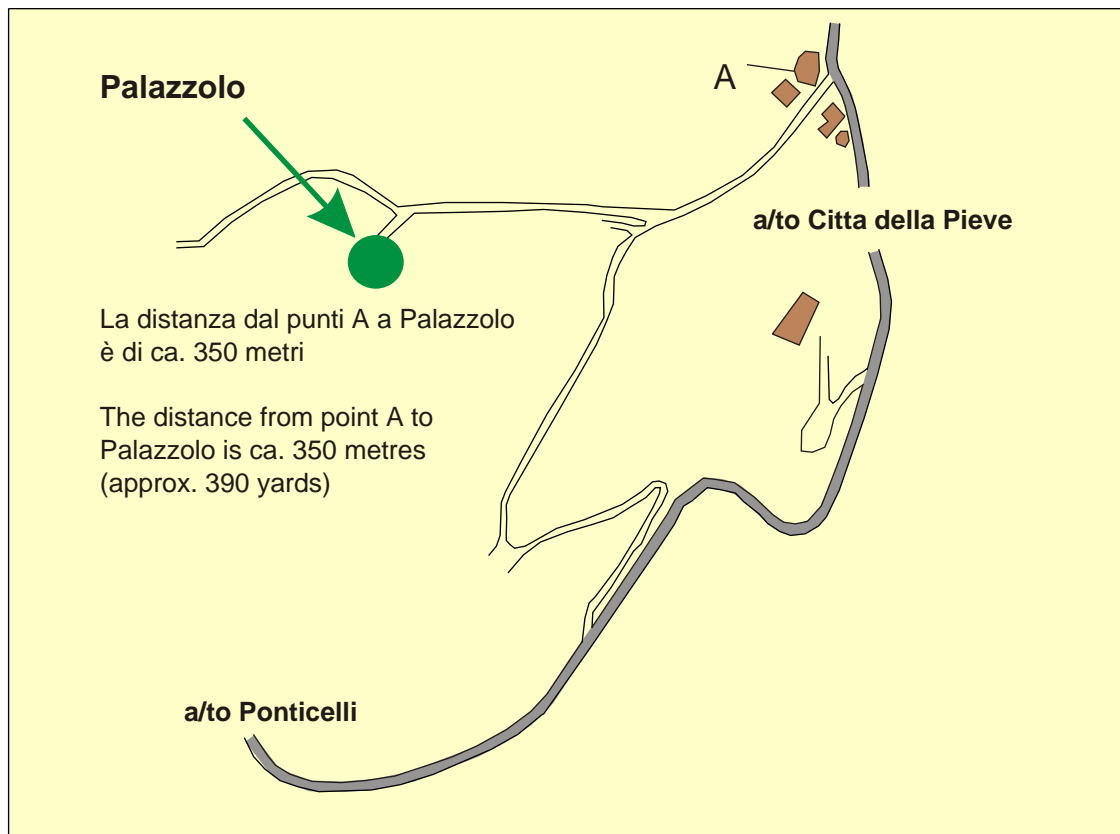 Palazzolo
A
a/to Citta della Pieve
La distanza dal punti A a Palazzolo
è di ca. 350 metri
The distance from point A to
Palazzolo is ca. 350 metres
(approx. 390 yards)
a/to Ponticelli